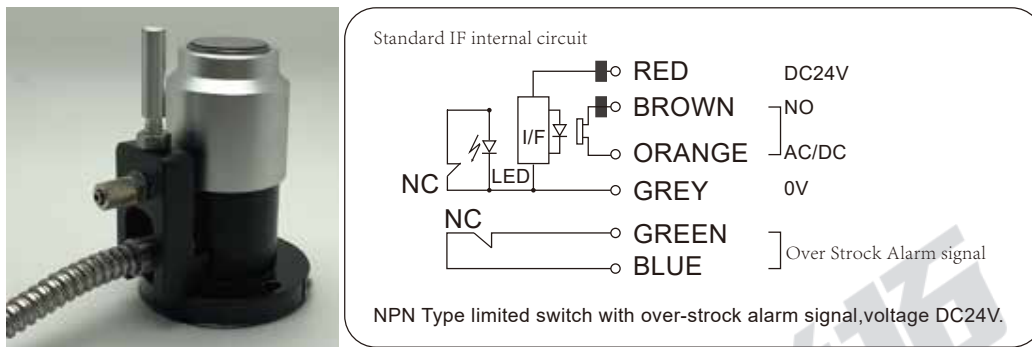 Standard IF internal circuit
RED DC24V
BROWN NO
I/F
ORANGE AC/DC
NC LED
GREY 0V
NC
GREEN
Over Strock Alarm signal
BLUE
NPN Type limited switch with over-strock alarm signal,voltage DC24V.